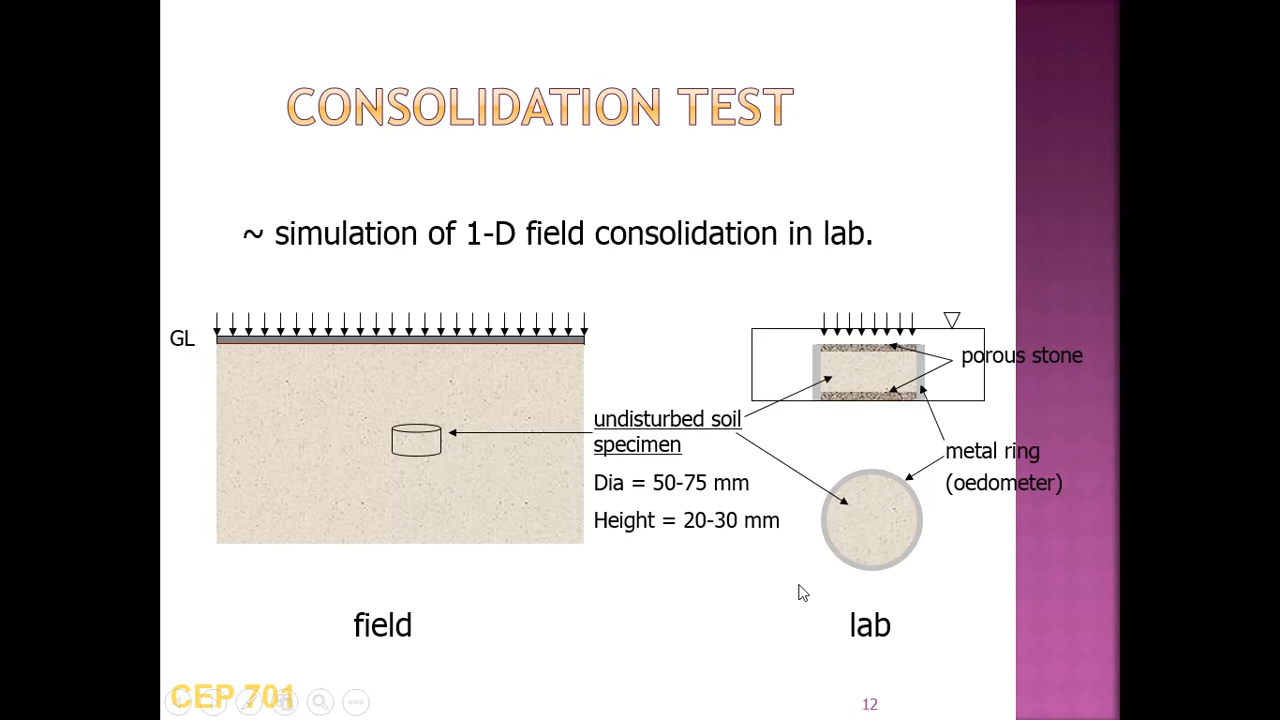 CONSOLIDATION TEST
~ simulation of 1-D field consolidation in lab.
GL
porous stone
undisturbed soil
specimen
metal ring
(oedometer)
Dia = 50-75 mm
Height = 20-30 mm
field
lab
CEP 701
12